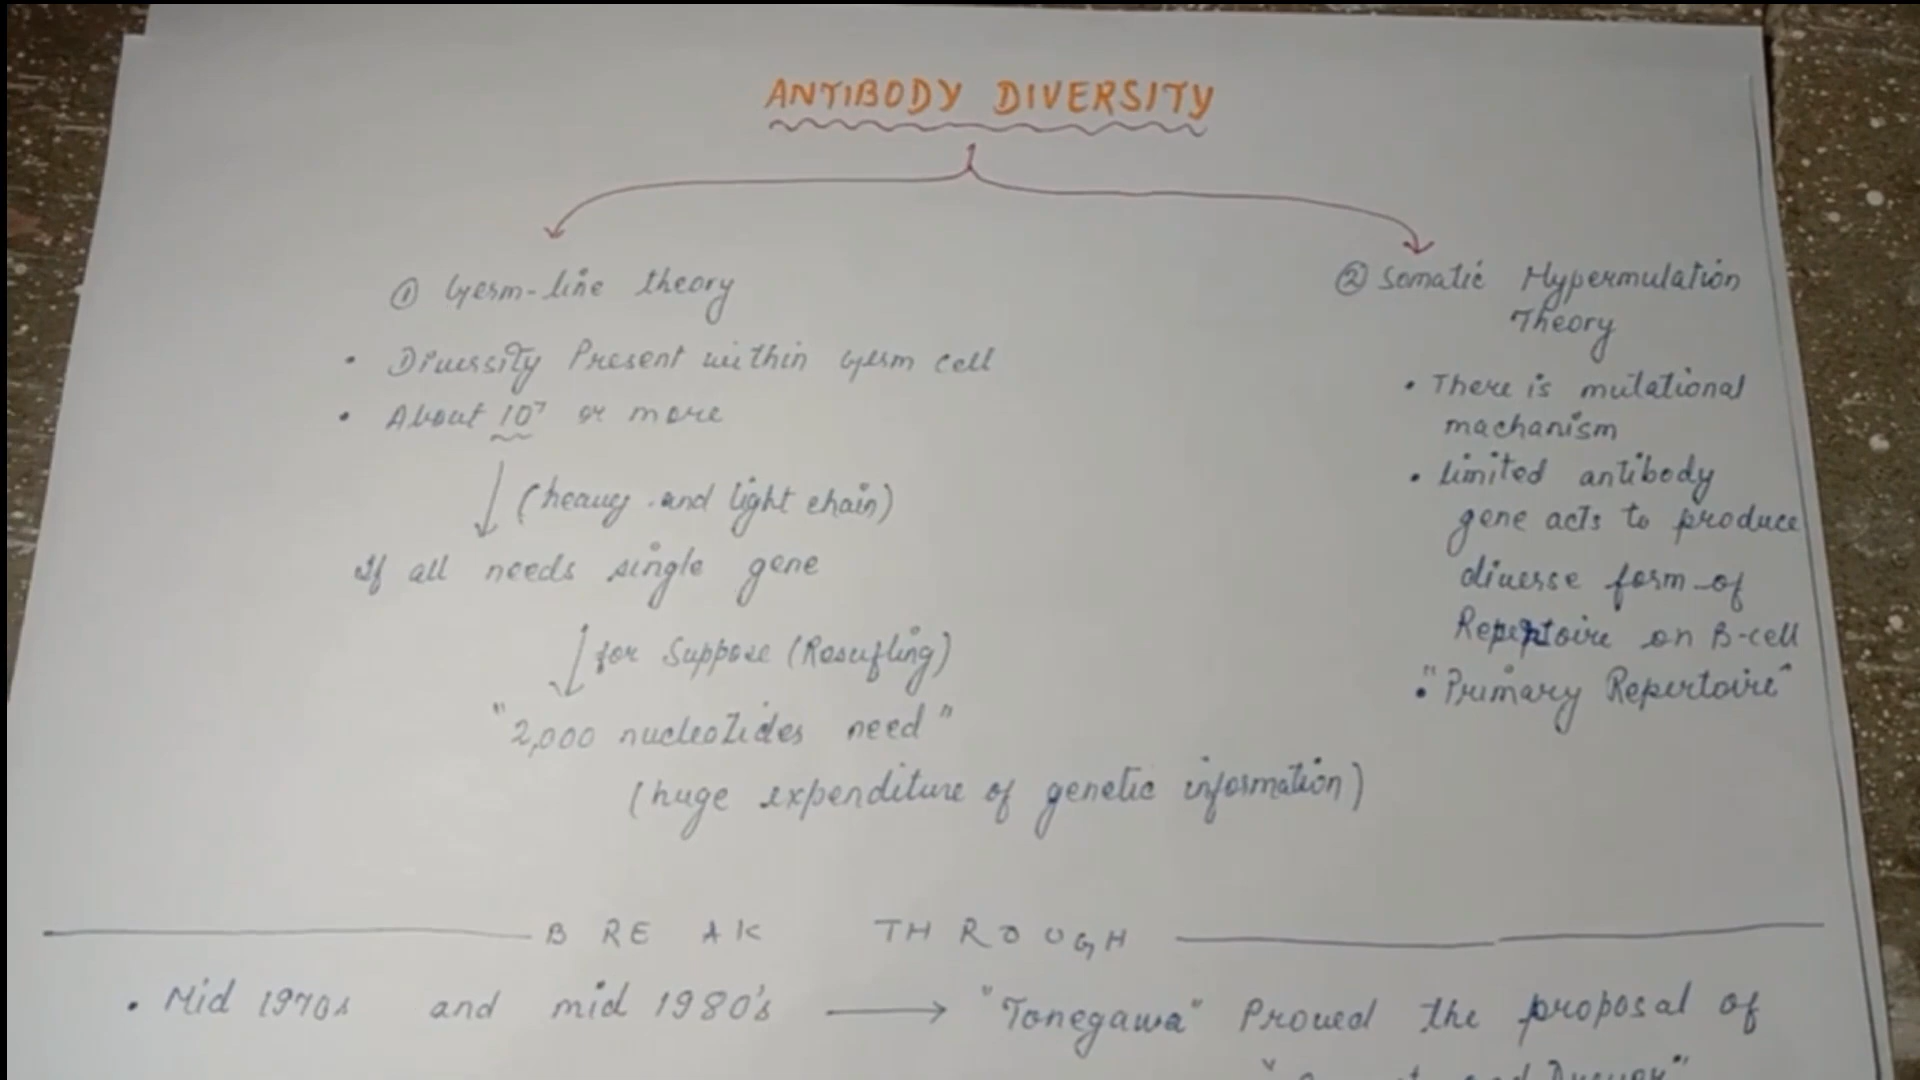 ANTIBODY DIVERSITY
① Germ-line theory
• Diversity Present within Germ cell
• About 10⁷ or more
(heavy and light chain)
If all needs single gene
for Suppose
"2,000 nucleotides need"
(huge expenditure of genetic information)
② Somatic Hypermutation
Theory
• There is mutational
machanism
• limited antibody
gene acts to produce
diverse form of
Repertoire on B-cell
• "Primary Repertoire"
BREAK THROUGH
• Mid 1970s and mid 1980's → "Tonegawa" Proved the proposal of